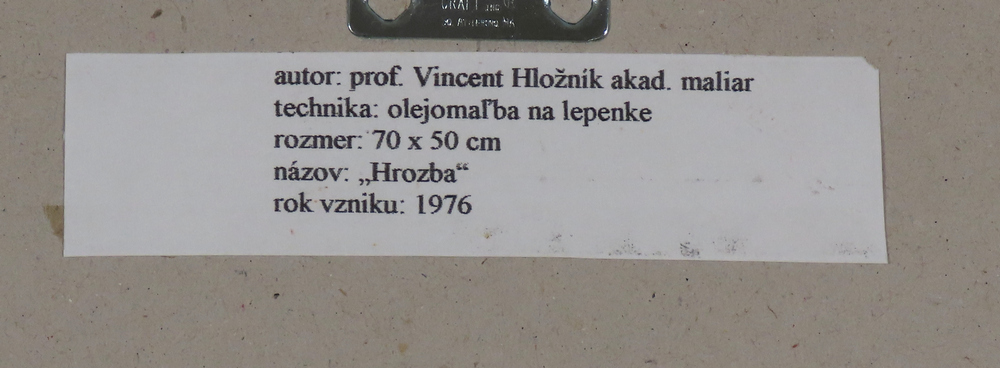 CRAFT INC
autor: prof. Vincent Hložník akad. maliar
technika: olejomaľba na lepenke
rozmer: 70 x 50 cm
názov: „Hrozba“
rok vzniku: 1976